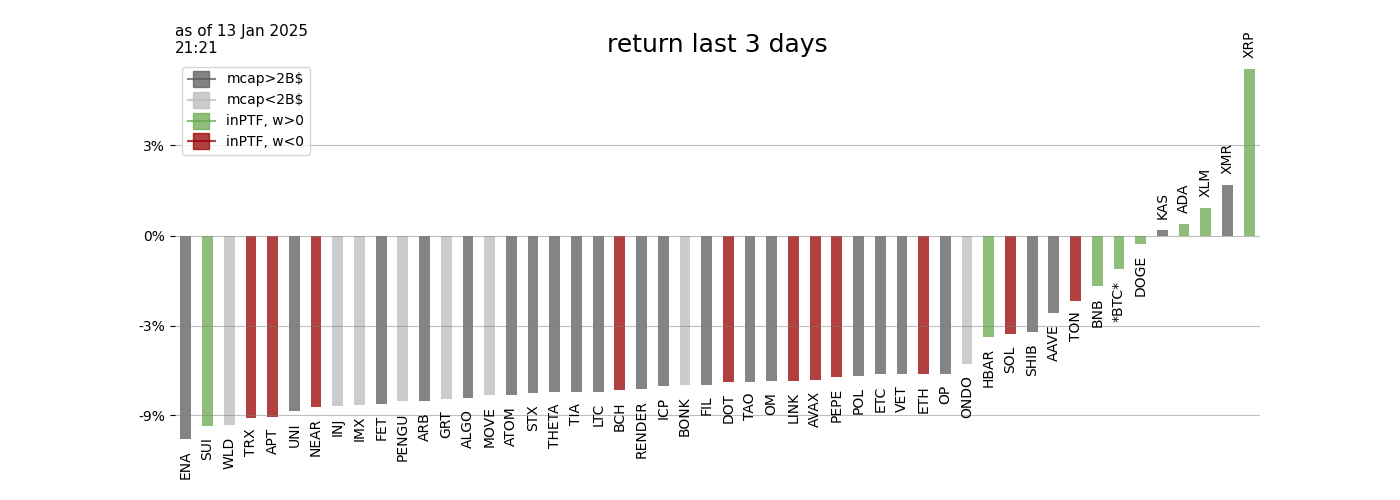 as of 13 Jan 2025
21:21
return last 3 days
mcap>2B$
mcap<2B$
inPTF, w>0
inPTF, w<0
3%
0%
-3%
-9%
ENA
SUI
WLD
TRX
APT
UNI
NEAR
INJ
IMX
FET
PENGU
ARB
GRT
ALGO
MOVE
ATOM
STX
THETA
TIA
LTC
BCH
RENDER
ICP
BONK
FIL
DOT
TAO
OM
LINK
AVAX
PEPE
POL
ETC
VET
ETH
OP
ONDO
HBAR
SOL
SHIB
AAVE
TON
BNB
*BTC*
DOGE
KAS
ADA
XLM
XMR
XRP